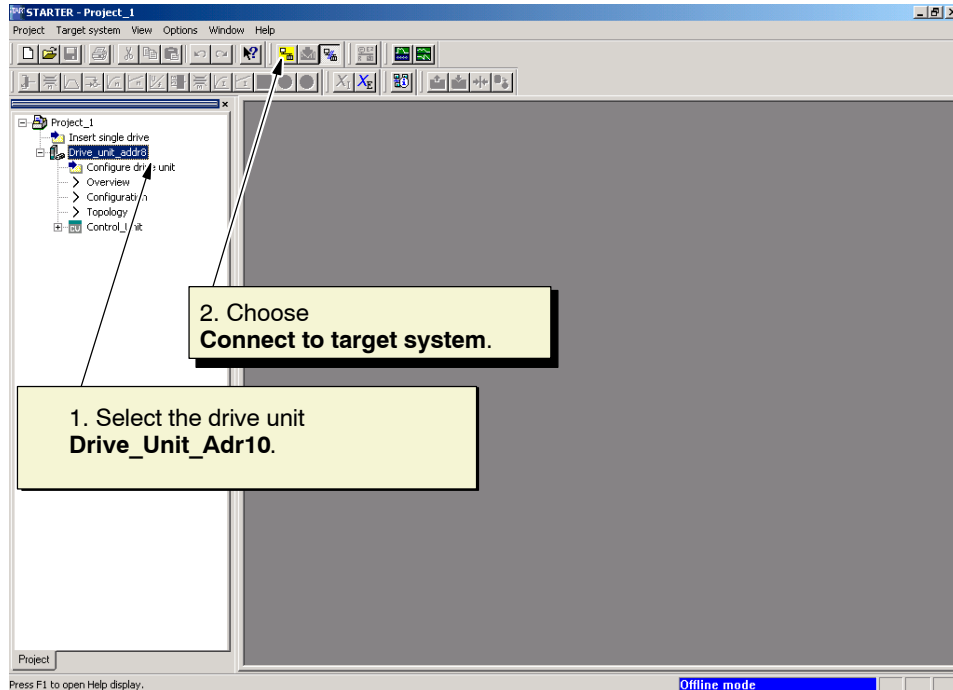 STARTER - Project_1
Project Target system View Options Window Help
Project_1
Insert single drive
Drive_unit_addr8
Configure drive unit
Overview
Configuration
Topology
Control_Unit
2. Choose
Connect to target system.
1. Select the drive unit
Drive_Unit_Adr10.
Project
Press F1 to open Help display.
Offline mode